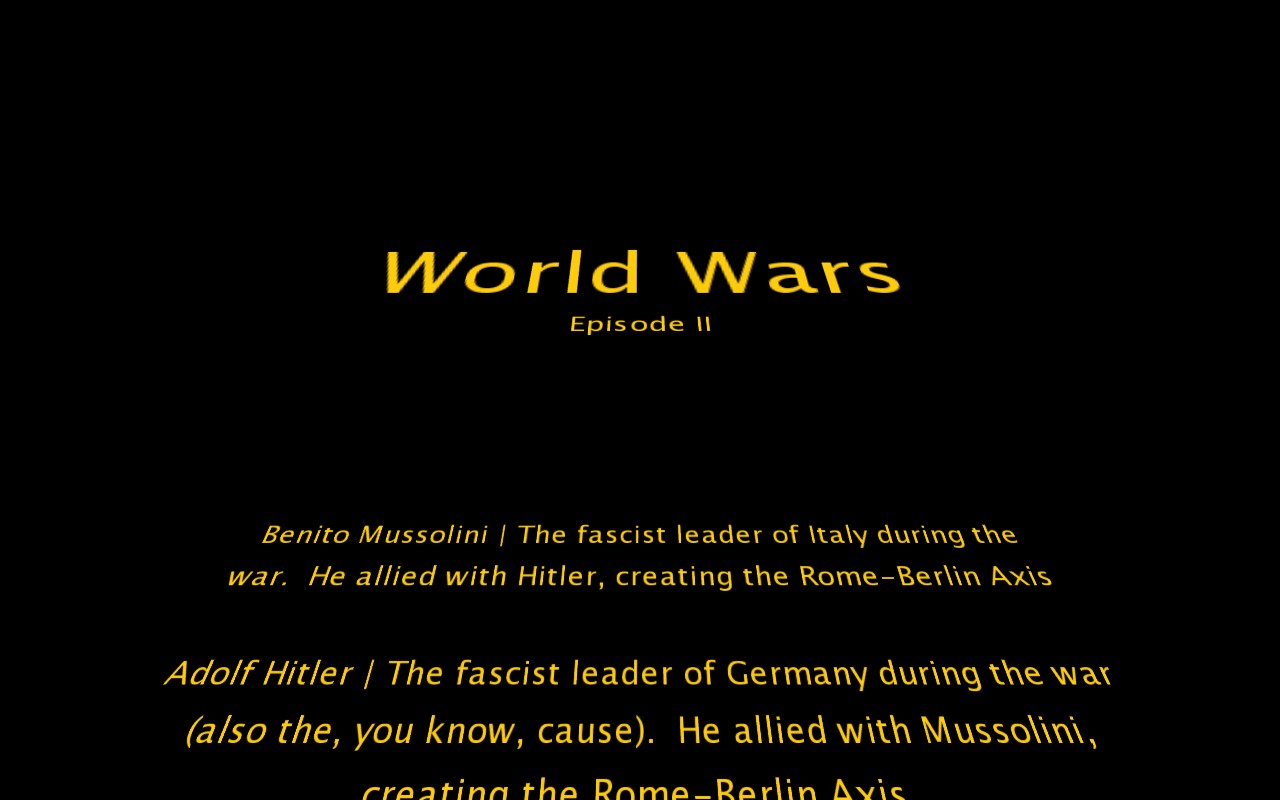 World Wars
Episode II
Benito Mussolini | The fascist leader of Italy during the
war.  He allied with Hitler, creating the Rome–Berlin Axis
Adolf Hitler | The fascist leader of Germany during the war
(also the, you know, cause).  He allied with Mussolini,
creating the Rome–Berlin Axis